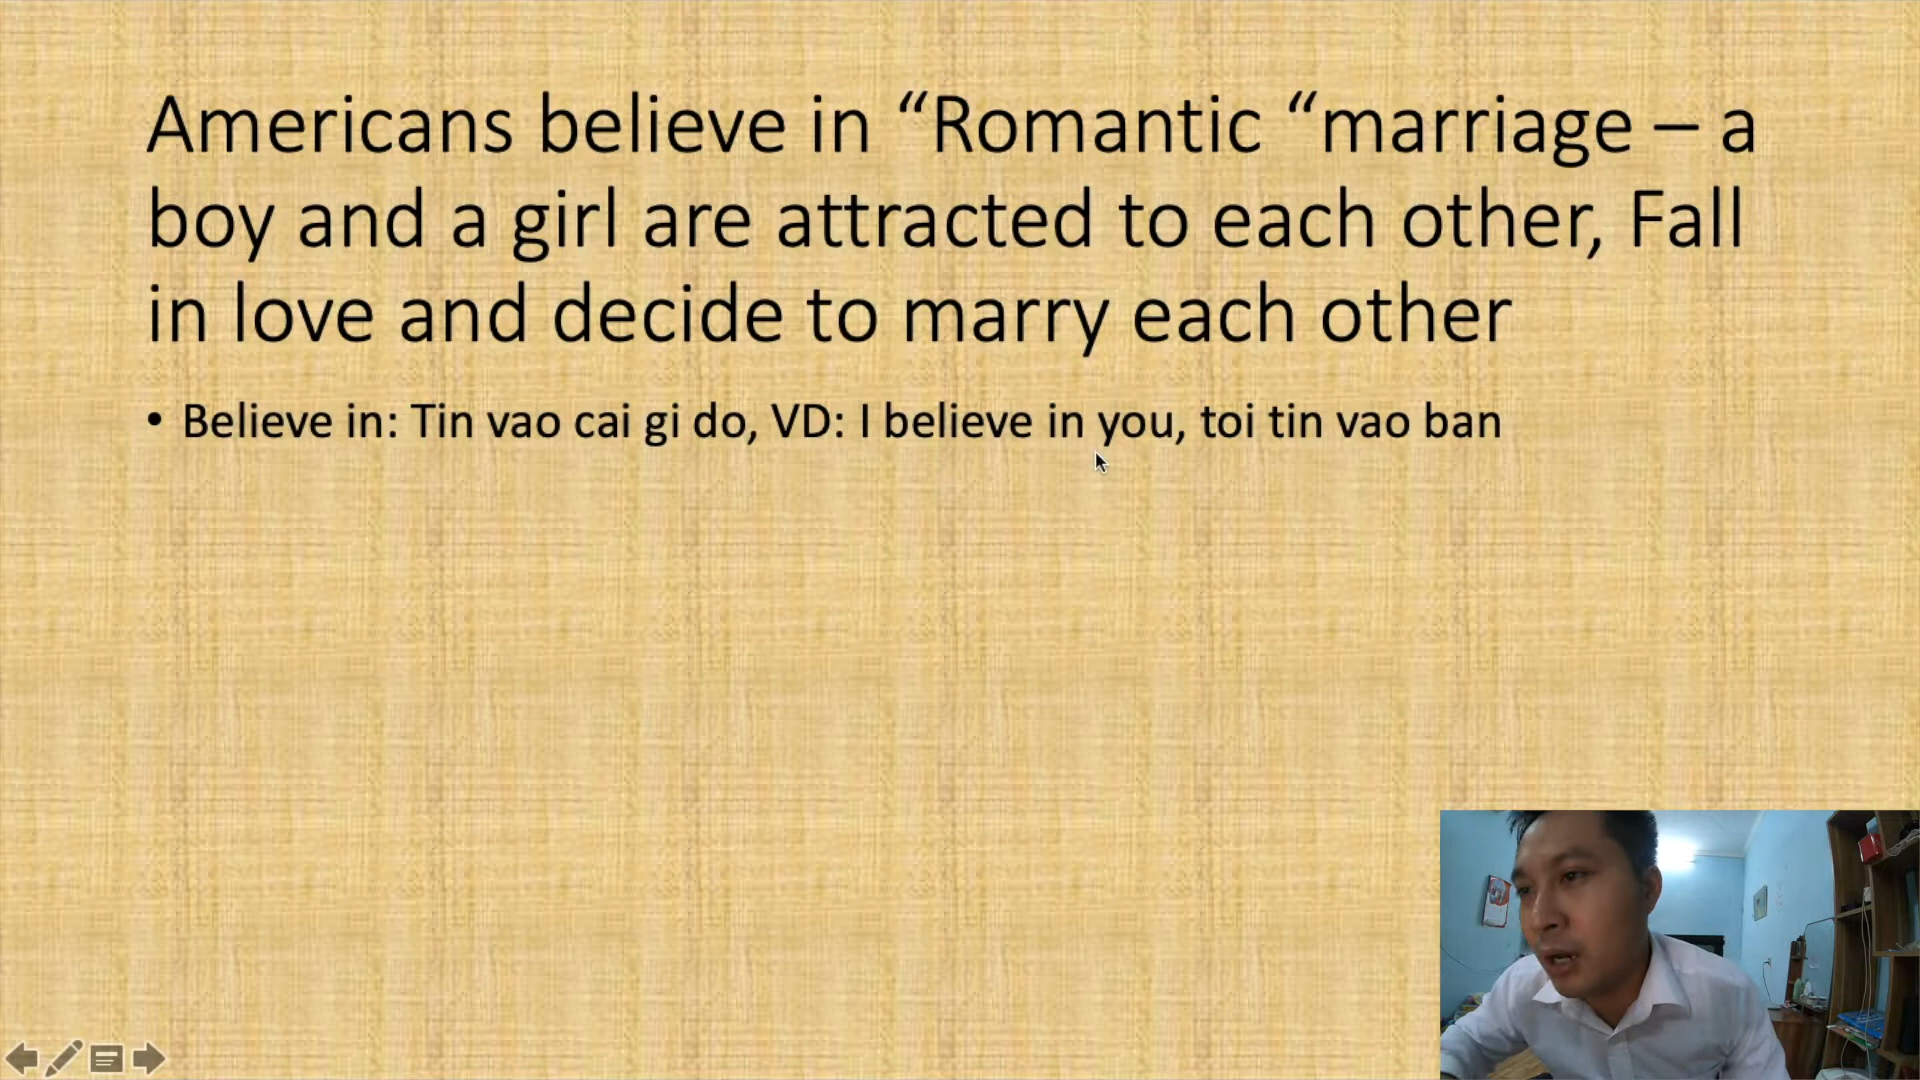 Americans believe in “Romantic “marriage – a
boy and a girl are attracted to each other, Fall
in love and decide to marry each other
• Believe in: Tin vao cai gi do, VD: I believe in you, toi tin vao ban